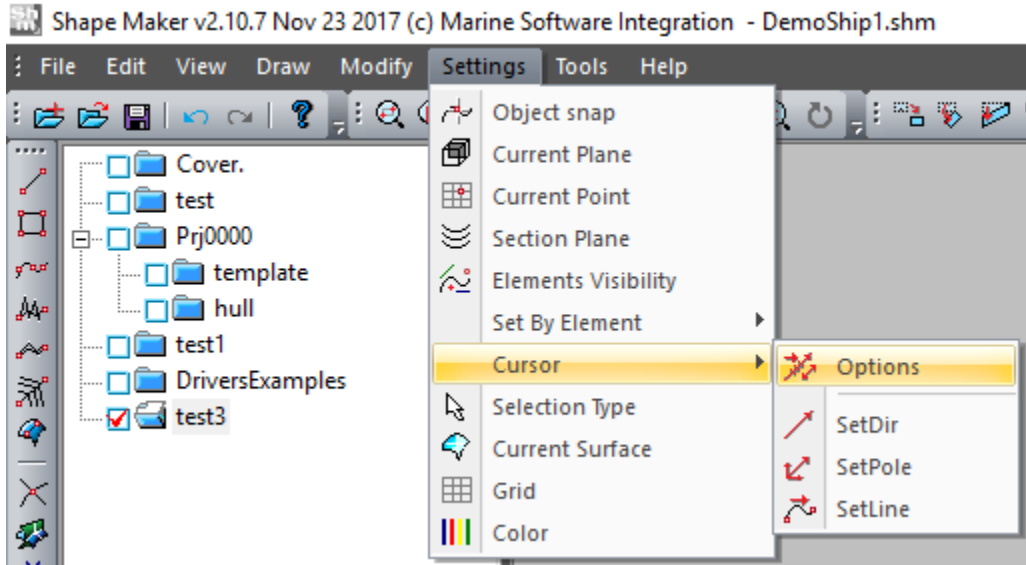 Shape Maker v2.10.7 Nov 23 2017 (c) Marine Software Integration - DemoShip1.shm
File Edit View Draw Modify Settings Tools Help
Object snap
Current Plane
Current Point
Section Plane
Elements Visibility
Set By Element
Cursor
Selection Type
Current Surface
Grid
Color
Options
SetDir
SetPole
SetLine
Cover.
test
Prj0000
template
hull
test1
DriversExamples
test3